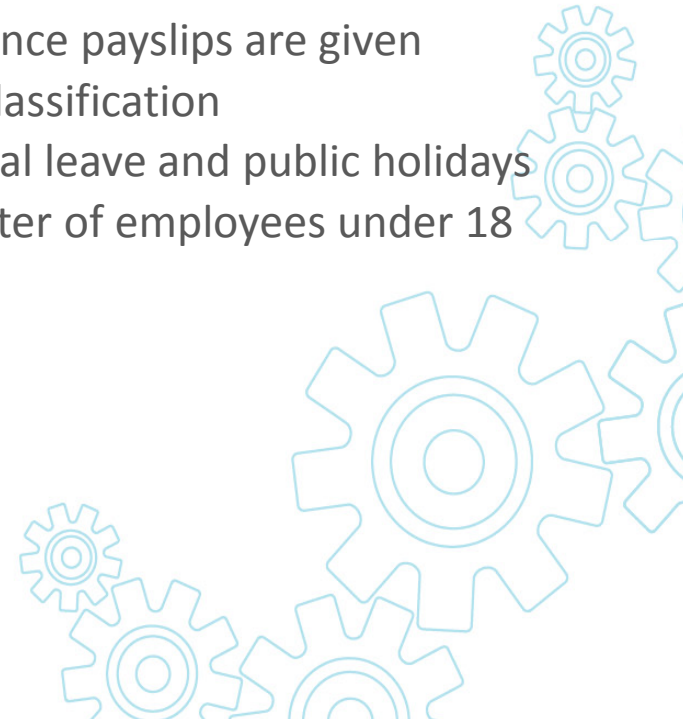 nce payslips are given
lassification
al leave and public holidays
ter of employees under 18